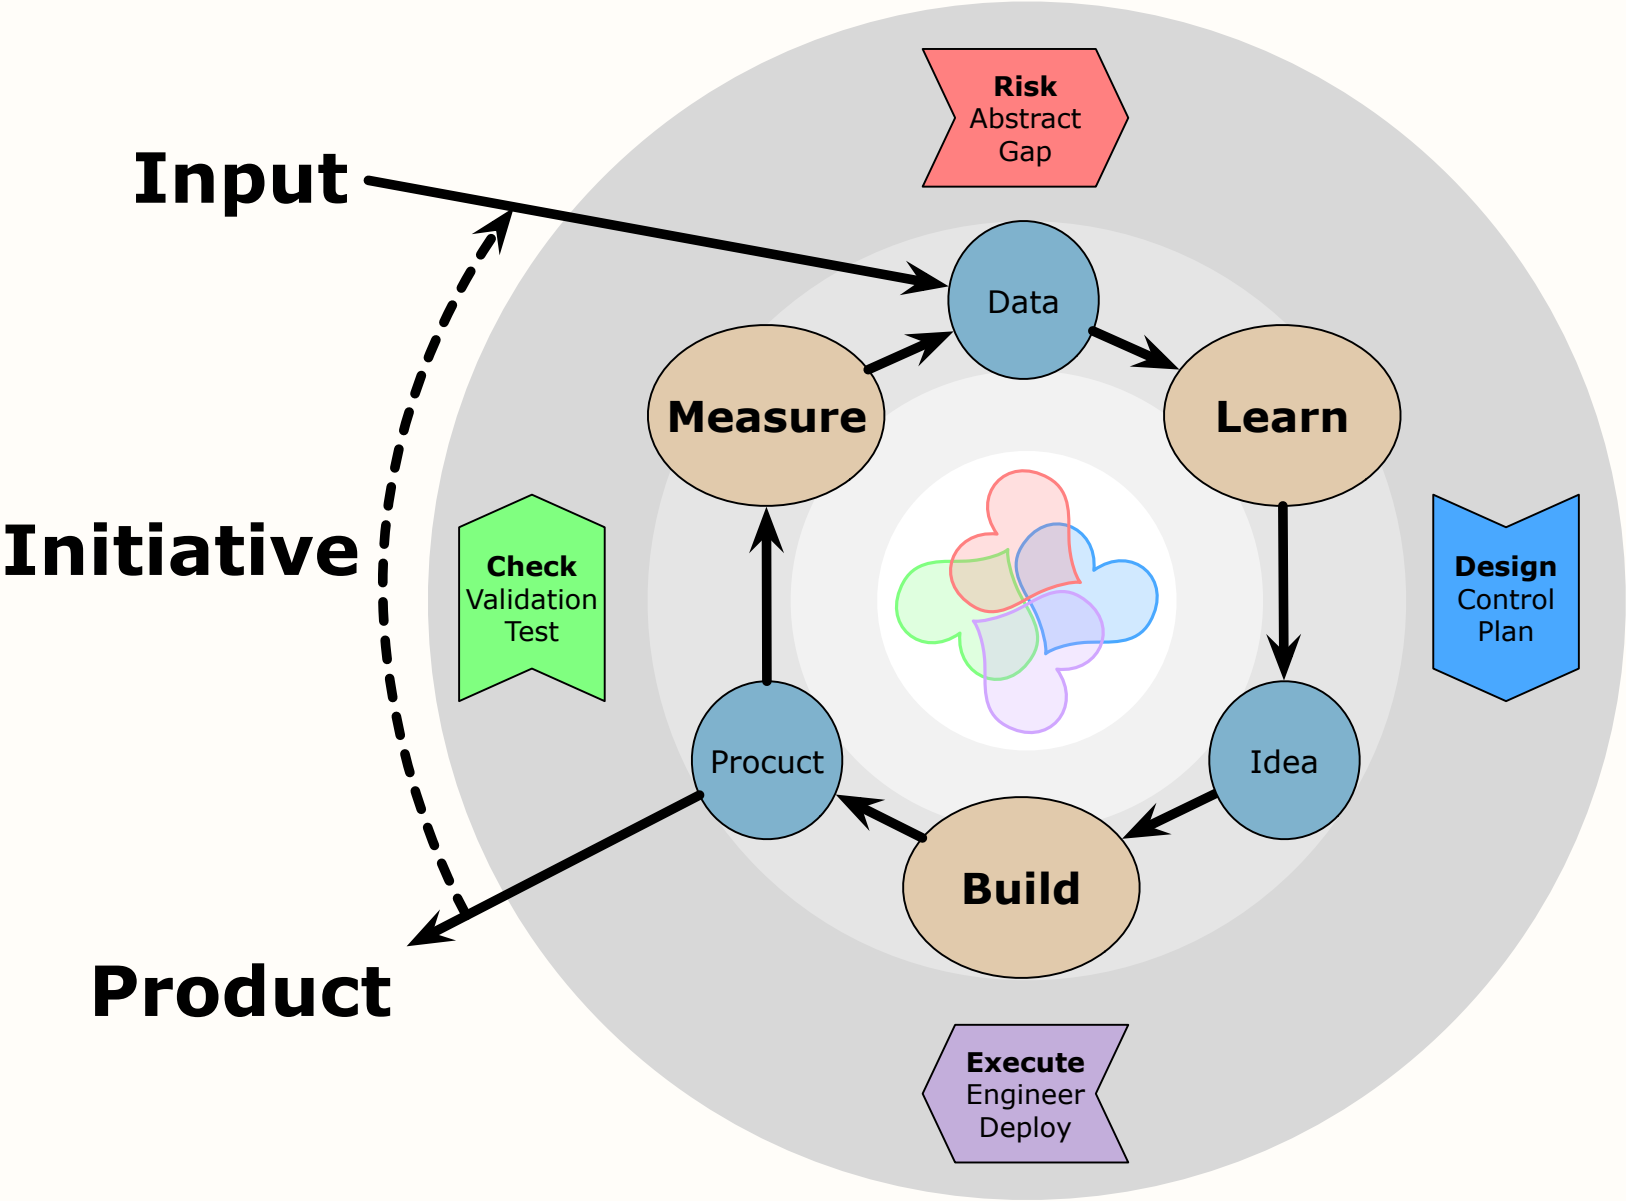 Risk
Abstract
Gap
Input
Data
Measure
Learn
Initiative
Check
Validation
Test
Design
Control
Plan
Procuct
Idea
Build
Product
Execute
Engineer
Deploy